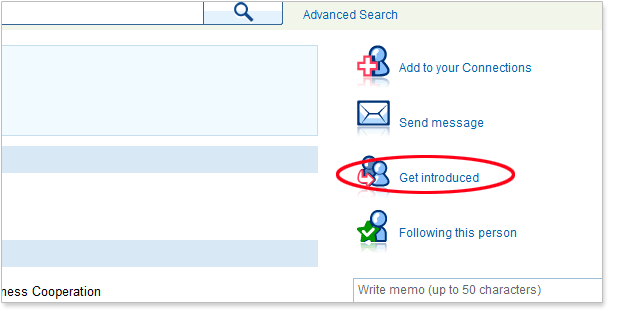 Advanced Search
Add to your Connections
Send message
Get introduced
Following this person
ness Cooperation
Write memo (up to 50 characters)